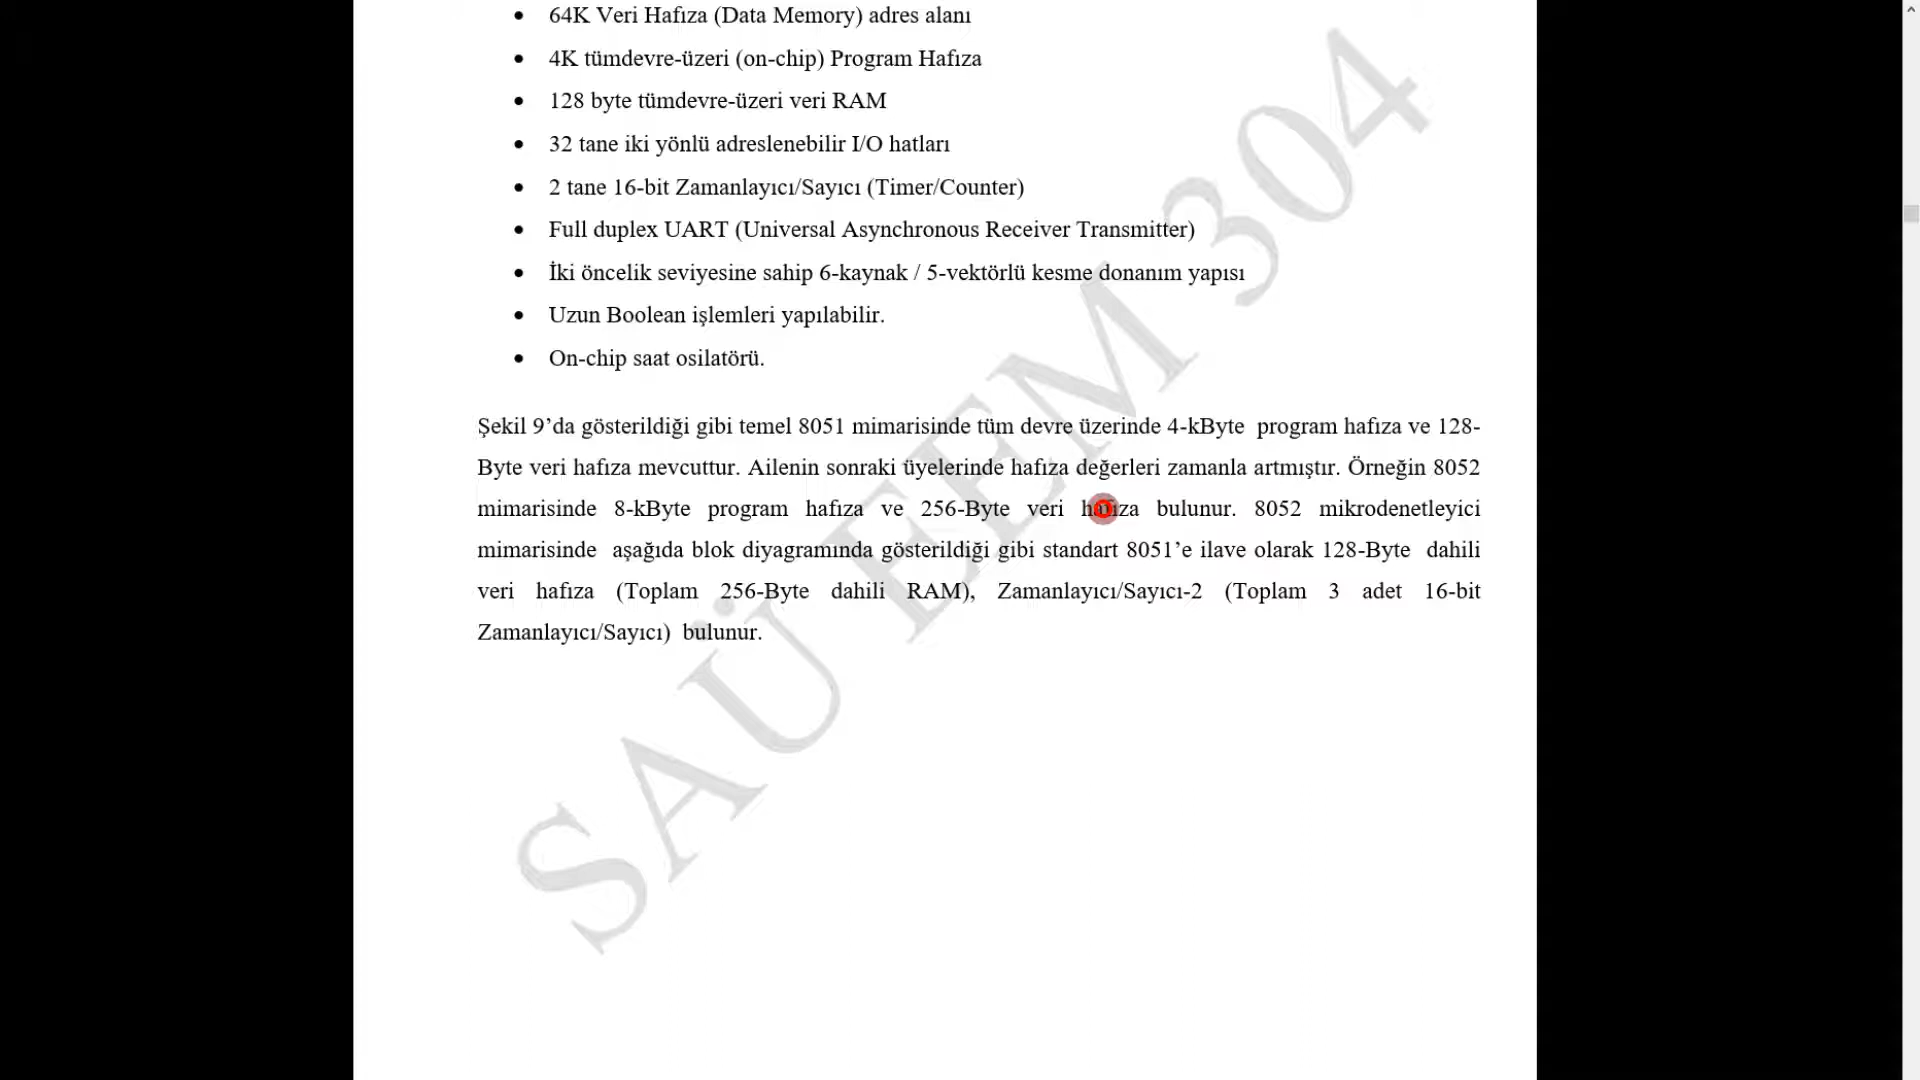 64K Veri Hafıza (Data Memory) adres alanı
4K tümdevre-üzeri (on-chip) Program Hafıza
128 byte tümdevre-üzeri veri RAM
32 tane iki yönlü adreslenebilir I/O hatları
2 tane 16-bit Zamanlayıcı/Sayıcı (Timer/Counter)
Full duplex UART (Universal Asynchronous Receiver Transmitter)
İki öncelik seviyesine sahip 6-kaynak / 5-vektörlü kesme donanım yapısı
Uzun Boolean işlemleri yapılabilir.
On-chip saat osilatörü.
Şekil 9’da gösterildiği gibi temel 8051 mimarisinde tüm devre üzerinde 4-kByte program hafıza ve 128-
Byte veri hafıza mevcuttur. Ailenin sonraki üyelerinde hafıza değerleri zamanla artmıştır. Örneğin 8052
mimarisinde 8-kByte program hafıza ve 256-Byte veri hafıza bulunur. 8052 mikrodenetleyici
mimarisinde aşağıda blok diyagramında gösterildiği gibi standart 8051’e ilave olarak 128-Byte dahili
veri hafıza (Toplam 256-Byte dahili RAM), Zamanlayıcı/Sayıcı-2 (Toplam 3 adet 16-bit
Zamanlayıcı/Sayıcı) bulunur.
SAÜ EEM 304